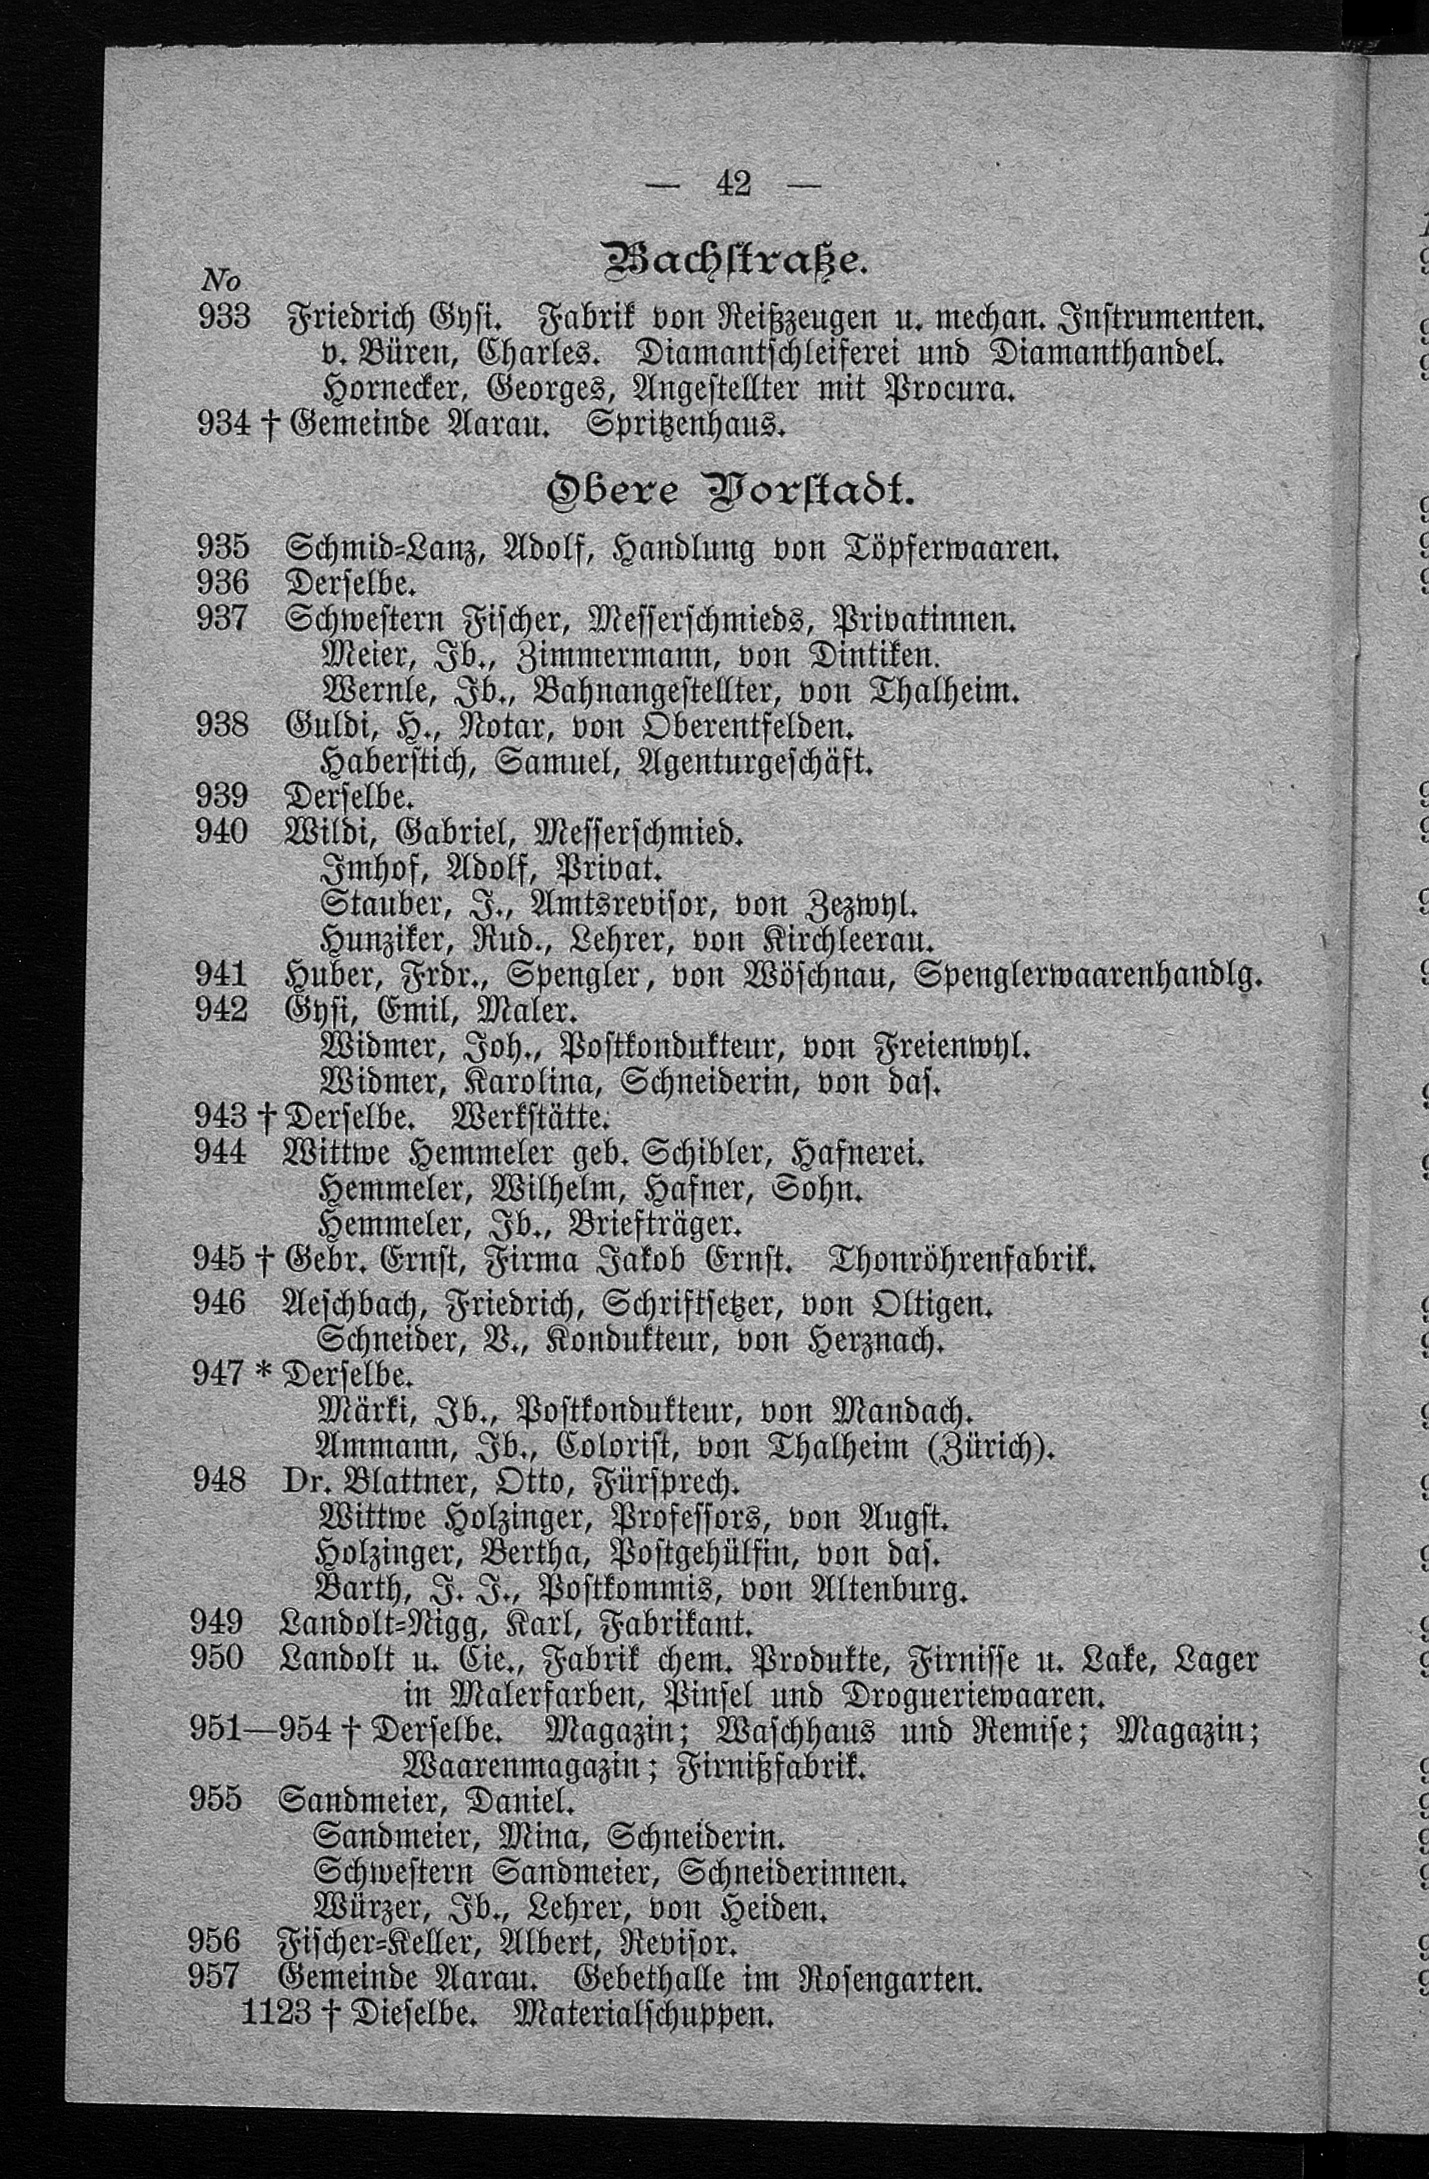 — 42 —
Bachstraße.
No
933 Friedrich Gysi. Fabrik von Reißzeugen u. mechan. Instrumenten.
v. Büren, Charles. Diamantschleiferei und Diamanthandel.
Hornecker, Georges, Angestellter mit Procura.
934 † Gemeinde Aarau. Spritzenhaus.
Obere Vorstadt.
935 Schmid-Lanz, Adolf, Handlung von Töpferwaaren.
936 Derselbe.
937 Schwestern Fischer, Messerschmieds, Privatinnen.
Meier, Jb., Zimmermann, von Dintiken.
Wernle, Jb., Bahnangestellter, von Thalheim.
938 Guldi, H., Notar, von Oberentfelden.
Haberstich, Samuel, Agenturgeschäft.
939 Derselbe.
940 Wildi, Gabriel, Messerschmied.
Imhof, Adolf, Privat.
Stauber, J., Amtsrevisor, von Zezwyl.
Hunziker, Rud., Lehrer, von Kirchleerau.
941 Huber, Frdr., Spengler, von Wöschnau, Spenglerwaarenhandlg.
942 Gysi, Emil, Maler.
Widmer, Joh., Postkondukteur, von Freienwyl.
Widmer, Karolina, Schneiderin, von das.
943 † Derselbe. Werkstätte.
944 Wittwe Hemmeler geb. Schibler, Hafnerei.
Hemmeler, Wilhelm, Hafner, Sohn.
Hemmeler, Jb., Briefträger.
945 † Gebr. Ernst, Firma Jakob Ernst. Thonröhrenfabrik.
946 Aeschbach, Friedrich, Schriftsetzer, von Oltigen.
Schneider, V., Kondukteur, von Herznach.
947 * Derselbe.
Märki, Jb., Postkondukteur, von Mandach.
Ammann, Jb., Colorist, von Thalheim (Zürich).
948 Dr. Blattner, Otto, Fürsprech.
Wittwe Holzinger, Professors, von Augst.
Holzinger, Bertha, Postgehülfin, von das.
Barth, J. J., Postkommis, von Altenburg.
949 Landolt-Nigg, Karl, Fabrikant.
950 Landolt u. Cie., Fabrik chem. Produkte, Firnisse u. Lake, Lager
in Malerfarben, Pinsel und Drogueriewaaren.
951—954 † Derselbe. Magazin; Waschhaus und Remise; Magazin;
Waarenmagazin; Firnißfabrik.
955 Sandmeier, Daniel.
Sandmeier, Mina, Schneiderin.
Schwestern Sandmeier, Schneiderinnen.
Würzer, Jb., Lehrer, von Heiden.
956 Fischer-Keller, Albert, Revisor.
957 Gemeinde Aarau. Gebethalle im Rosengarten.
1123 † Dieselbe. Materialschuppen.